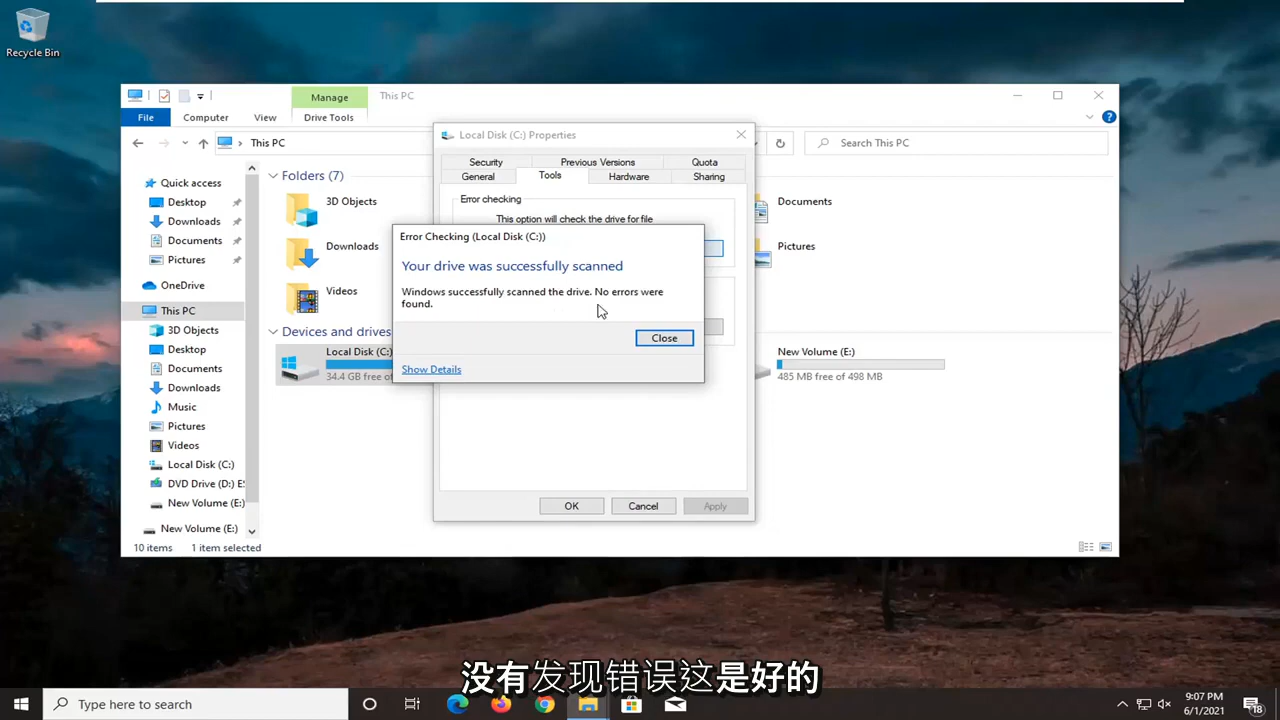 Recycle Bin
Manage
This PC
File
Computer
View
Drive Tools
This PC
Search This PC
Quick access
Desktop
Downloads
Documents
Pictures
OneDrive
This PC
3D Objects
Desktop
Documents
Downloads
Music
Pictures
Videos
Local Disk (C:)
DVD Drive (D:) ES
New Volume (E:)
New Volume (E:)
10 items 1 item selected
Folders (7)
3D Objects
Downloads
Videos
Documents
Pictures
Devices and drives
Local Disk (C:)
34.4 GB free of
New Volume (E:)
485 MB free of 498 MB
Local Disk (C:) Properties
Security Previous Versions Quota
General Tools Hardware Sharing
Error checking
This option will check the drive for file
Error Checking (Local Disk (C:))
Your drive was successfully scanned
Windows successfully scanned the drive. No errors were
found.
Close
Show Details
OK Cancel Apply
没有发现错误这是好的
Type here to search
9:07 PM
6/1/2021
18